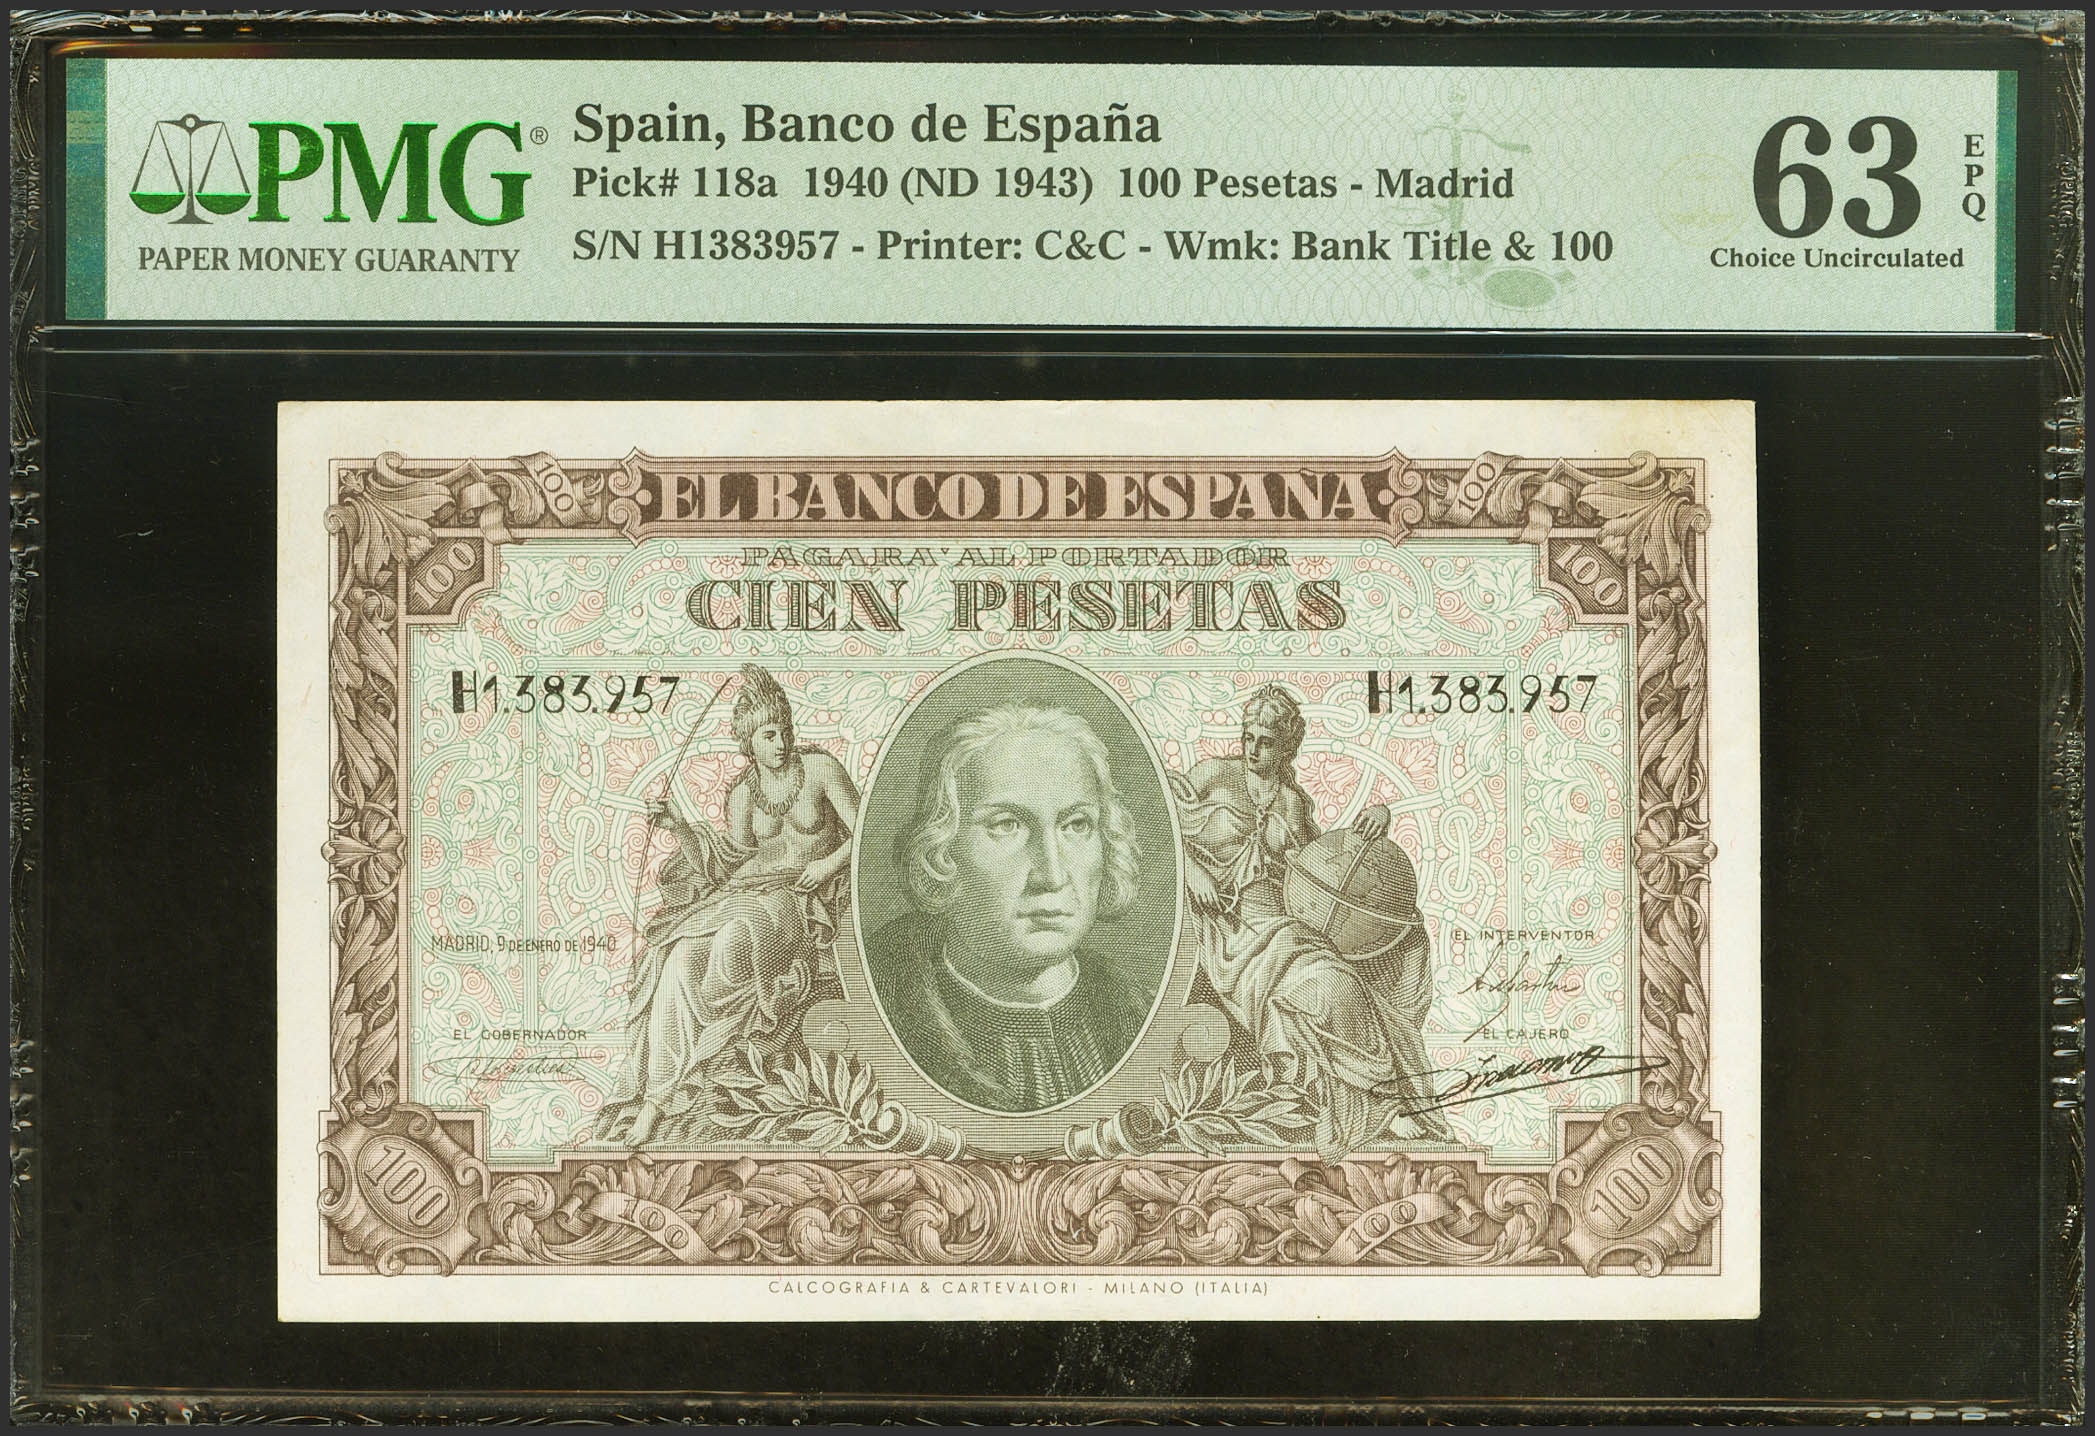 PMG®
PAPER MONEY GUARANTY
Spain, Banco de España
Pick# 118a 1940 (ND 1943) 100 Pesetas - Madrid
S/N H1383957 - Printer: C&C - Wmk: Bank Title & 100
63
EPQ
Choice Uncirculated
100
EL BANCO DE ESPAÑA
100
100
PAGARA AL PORTADOR
100
CIEN PESETAS
H1.383.957
H1.383.957
MADRID, 9 DE ENERO DE 1940
EL INTERVENTOR
EL GOBERNADOR
EL CAJERO
100
100
100
100
CALCOGRAFIA & CARTEVALORI - MILANO (ITALIA)